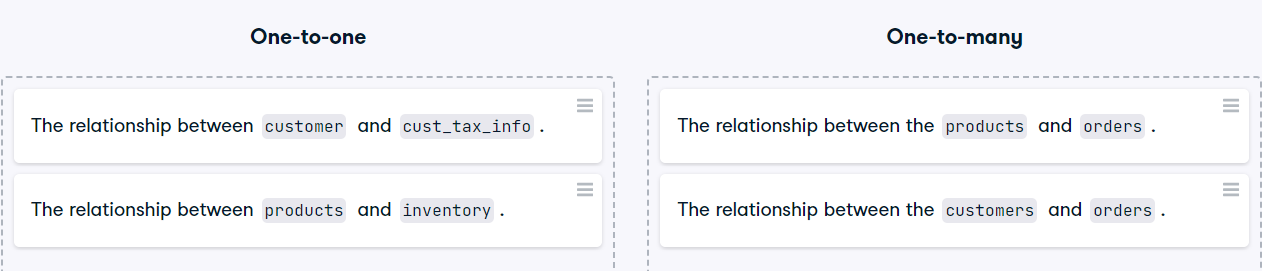 One-to-one
The relationship between customer and cust_tax_info .
The relationship between products and inventory .
One-to-many
The relationship between the products and orders .
The relationship between the customers and orders .